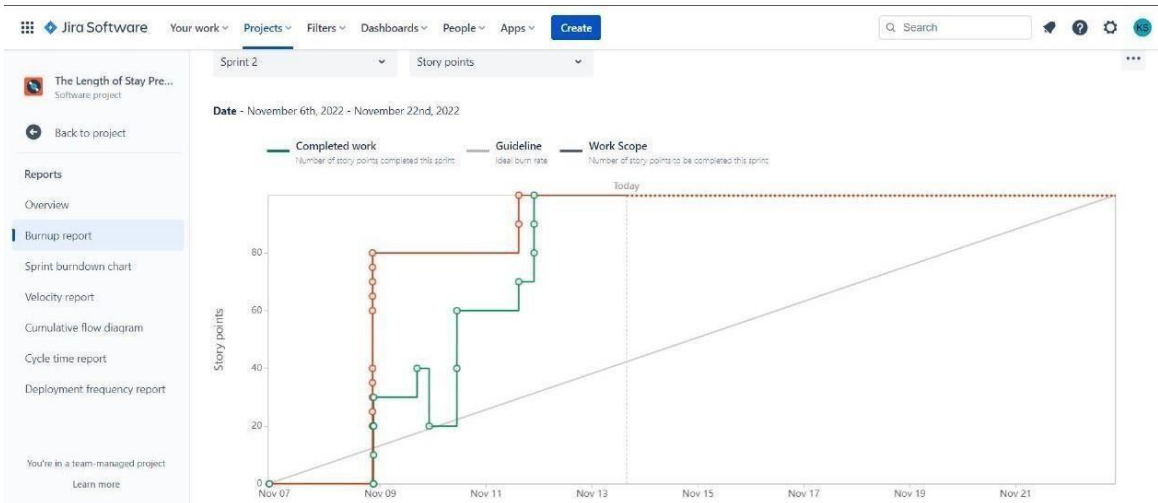 Jira Software Your work Projects Filters Dashboards People Apps Create Search KS
The Length of Stay Pre...
Software project
Back to project
Reports
Overview
Burnup report
Sprint burndown chart
Velocity report
Cumulative flow diagram
Cycle time report
Deployment frequency report
You're in a team-managed project
Learn more
Sprint 2 Story points
Date - November 6th, 2022 - November 22nd, 2022
Completed work Guideline Work Scope
Number of story points completed this sprint Ideal burn rate Number of story points to be completed this sprint
Today
80
60
Story points
40
20
0
Nov 07 Nov 09 Nov 11 Nov 13 Nov 15 Nov 17 Nov 19 Nov 21